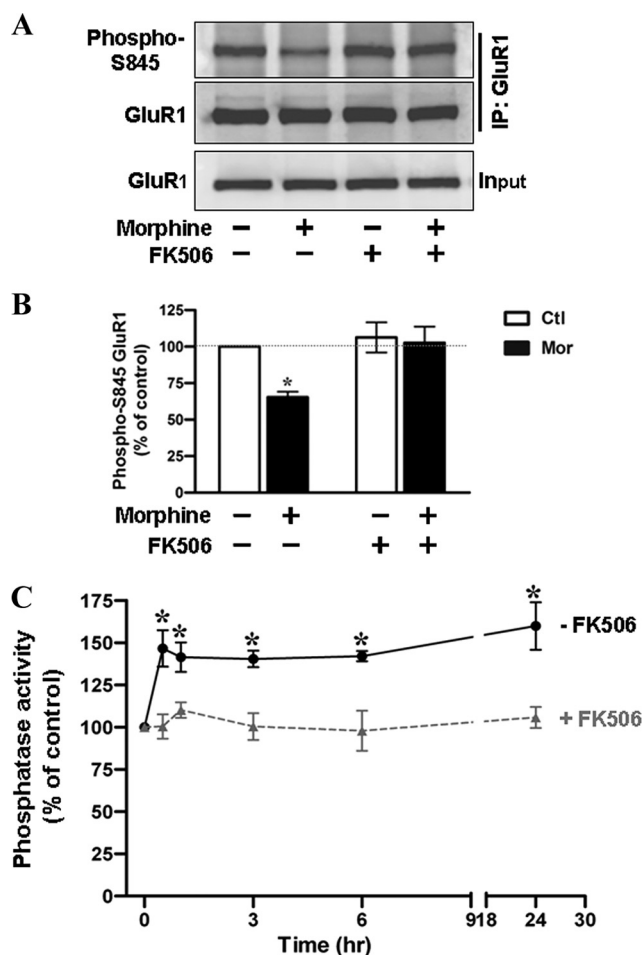 A
Phospho-
S845
GluR1
IP: GluR1
GluR1
Input
Morphine − + − +
FK506 − − + +
B
Phospho-S845 GluR1
(% of control)
125
100
75
50
25
0
*
Ctl
Mor
Morphine − + − +
FK506 − − + +
C
Phosphatase activity
(% of control)
175
150
125
100
75
50
25
0
* * * * *
- FK506
+ FK506
0 3 6 9 18 24 30
Time (hr)